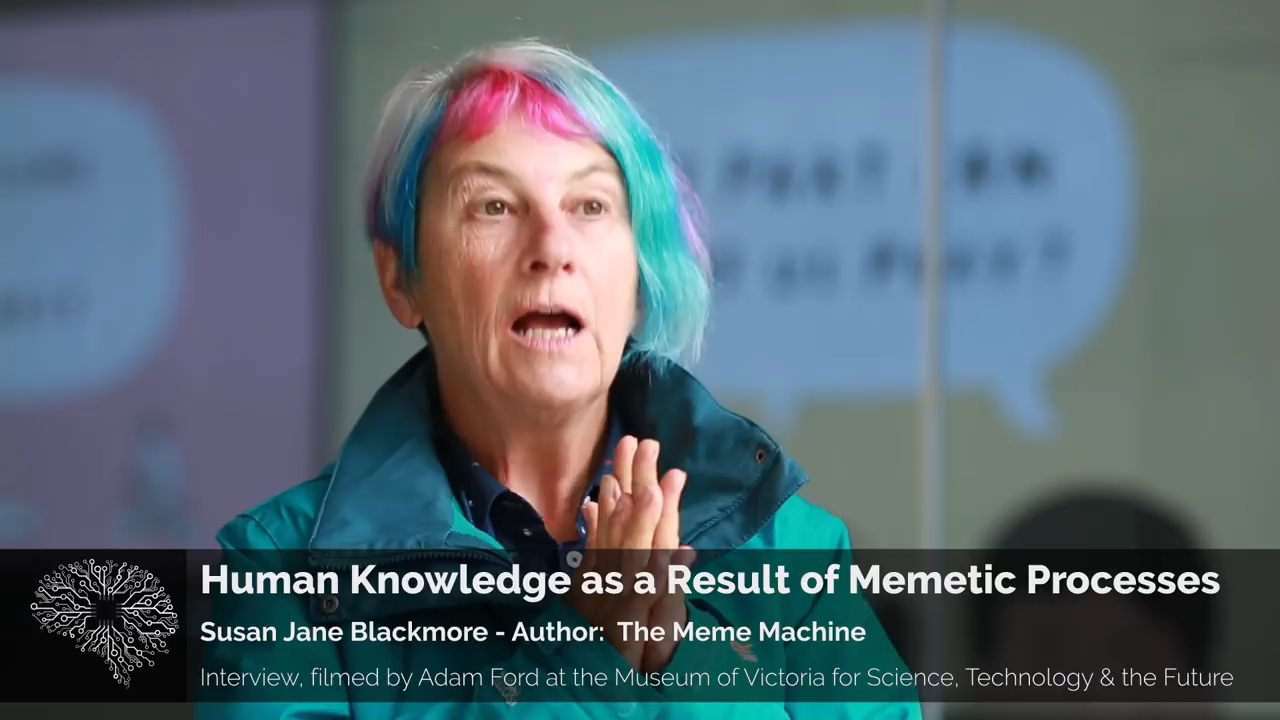 Human Knowledge as a Result of Memetic Processes
Susan Jane Blackmore - Author: The Meme Machine
Interview, filmed by Adam Ford at the Museum of Victoria for Science, Technology & the Future